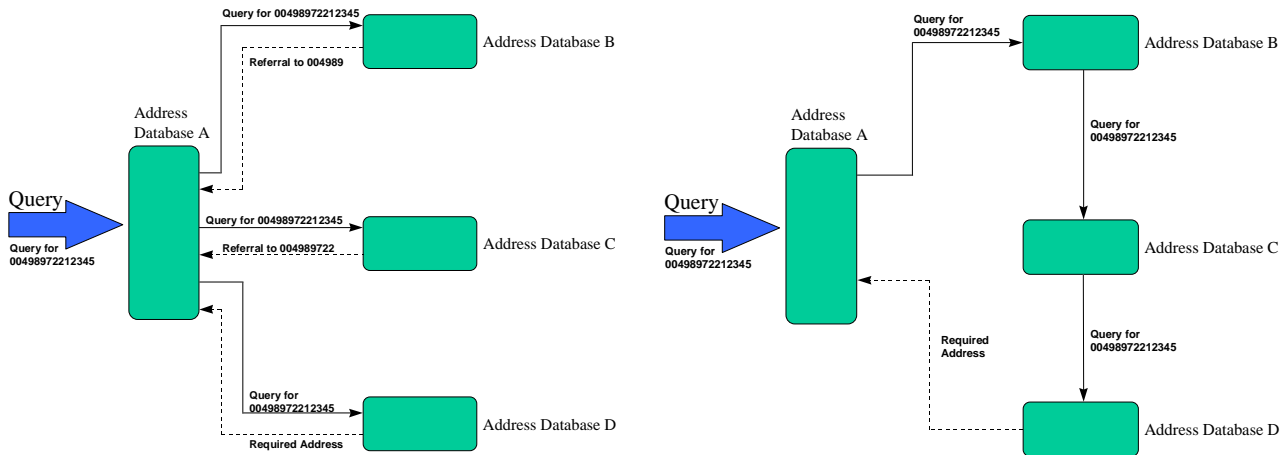 Query for 00498972212345
Address Database B
Referral to 004989
Address
Database A
Query
Query for
00498972212345
Query for 00498972212345
Address Database C
Referral to 004989722
Query for
00498972212345
Address Database D
Required Address
Query for
00498972212345
Address Database B
Address
Database A
Query for
00498972212345
Query
Query for
00498972212345
Address Database C
Required
Address
Query for
00498972212345
Address Database D